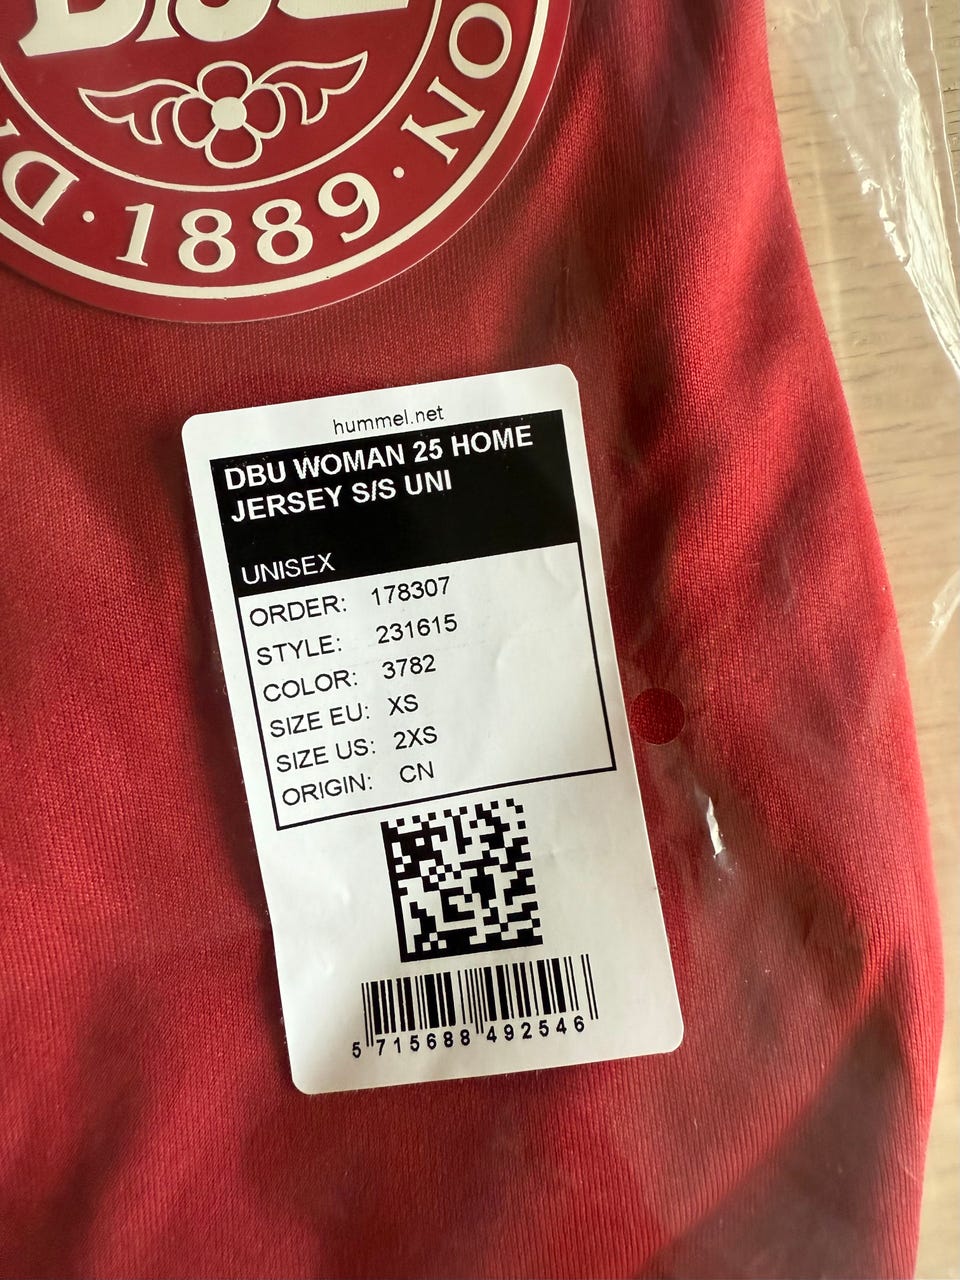 · 1889 ·
hummel.net
DBU WOMAN 25 HOME
JERSEY S/S UNI
UNISEX
ORDER: 178307
STYLE: 231615
COLOR: 3782
SIZE EU: XS
SIZE US: 2XS
ORIGIN: CN
5 715688 492546